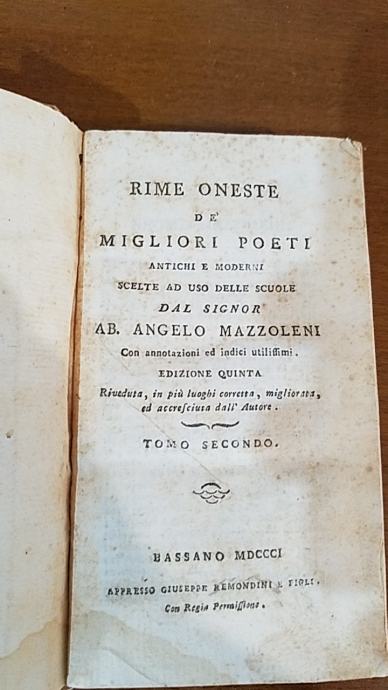 RIME ONESTE
DE'
MIGLIORI POETI
ANTICHI E MODERNI
SCELTE AD USO DELLE SCUOLE
DAL SIGNOR
AB. ANGELO MAZZOLENI
Con annotazioni ed indici utiliſſimi.
EDIZIONE QUINTA
Riveduta, in più luoghi corretta, migliorata,
ed accreſciuta dall' Autore.
TOMO SECONDO.
BASSANO MDCCCI
APPRESSO GIUSEPPE REMONDINI E FIGLI.
Con Regia Permiſſione.